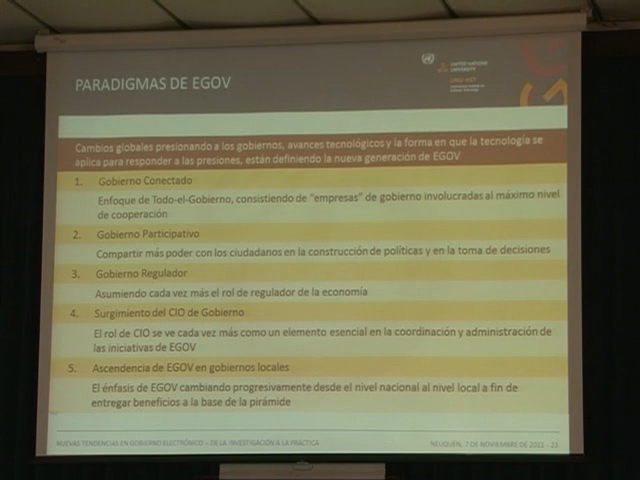 PARADIGMAS DE EGOV
UNITED NATIONS
UNIVERSITY
Cambios globales presionando a los gobiernos, avances tecnológicos y la forma en que la tecnología se
aplica para responder a las presiones, están definiendo la nueva generación de EGOV
1. Gobierno Conectado
Enfoque de Todo-el-Gobierno, consistiendo de "empresas" de gobierno involucradas al máximo nivel
de cooperación
2. Gobierno Participativo
Compartir más poder con los ciudadanos en la construcción de políticas y en la toma de decisiones
3. Gobierno Regulador
Asumiendo cada vez más el rol de regulador de la economía
4. Surgimiento del CIO de Gobierno
El rol de CIO se ve cada vez más como un elemento esencial en la coordinación y administración de
las iniciativas de EGOV
5. Ascendencia de EGOV en gobiernos locales
El énfasis de EGOV cambiando progresivamente desde el nivel nacional al nivel local a fin de
entregar beneficios a la base de la pirámide
NUEVAS TENDENCIAS EN GOBIERNO ELECTRÓNICO – DE LA INVESTIGACIÓN A LA PRÁCTICA
NEUQUÉN, 7 DE NOVIEMBRE DE